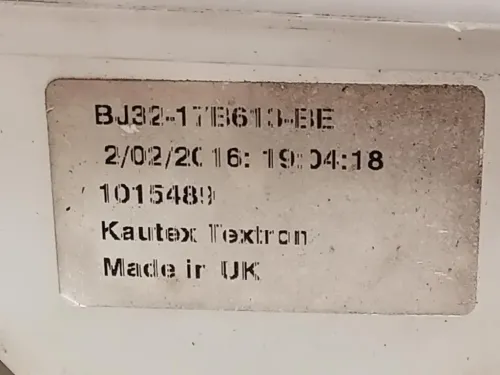 BJ32-17B613-BE
2/02/2016: 19:04:18
1015489
Kautex Textron
Made in UK